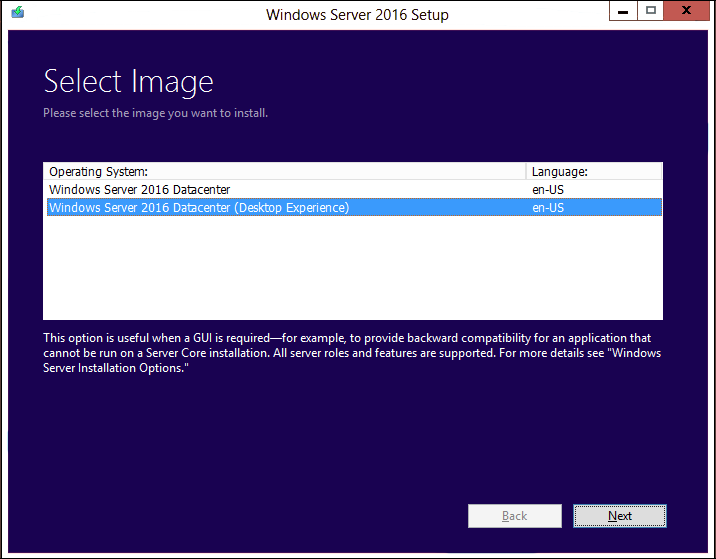 Windows Server 2016 Setup
Select Image
Please select the image you want to install.
Operating System: Language:
Windows Server 2016 Datacenter en-US
Windows Server 2016 Datacenter (Desktop Experience) en-US
This option is useful when a GUI is required—for example, to provide backward compatibility for an application that
cannot be run on a Server Core installation. All server roles and features are supported. For more details see "Windows
Server Installation Options."
Back Next